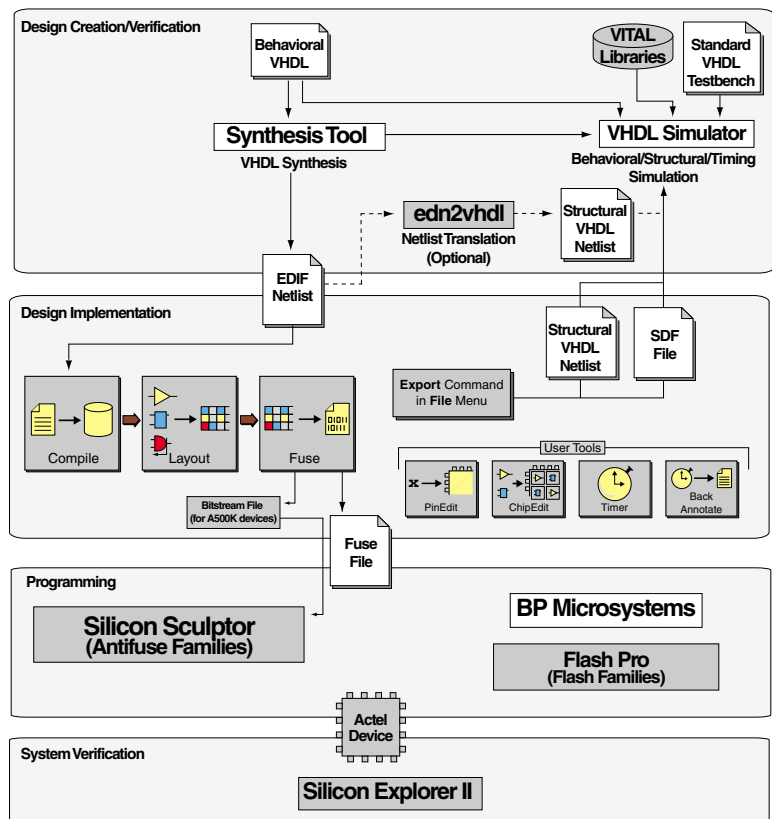 Design Creation/Verification
Behavioral
VHDL
VITAL
Libraries
Standard
VHDL
Testbench
Synthesis Tool
VHDL Synthesis
VHDL Simulator
Behavioral/Structural/Timing
Simulation
edn2vhdl
Netlist Translation
(Optional)
Structural
VHDL
Netlist
EDIF
Netlist
Design Implementation
Structural
VHDL
Netlist
SDF
File
Export Command
in File Menu
Compile
Layout
01011
10111
Fuse
User Tools
X
PinEdit
ChipEdit
Timer
Back
Annotate
Bitstream File
(for A500K devices)
Fuse
File
Programming
Silicon Sculptor
(Antifuse Families)
BP Microsystems
Flash Pro
(Flash Families)
Actel
Device
System Verification
Silicon Explorer II